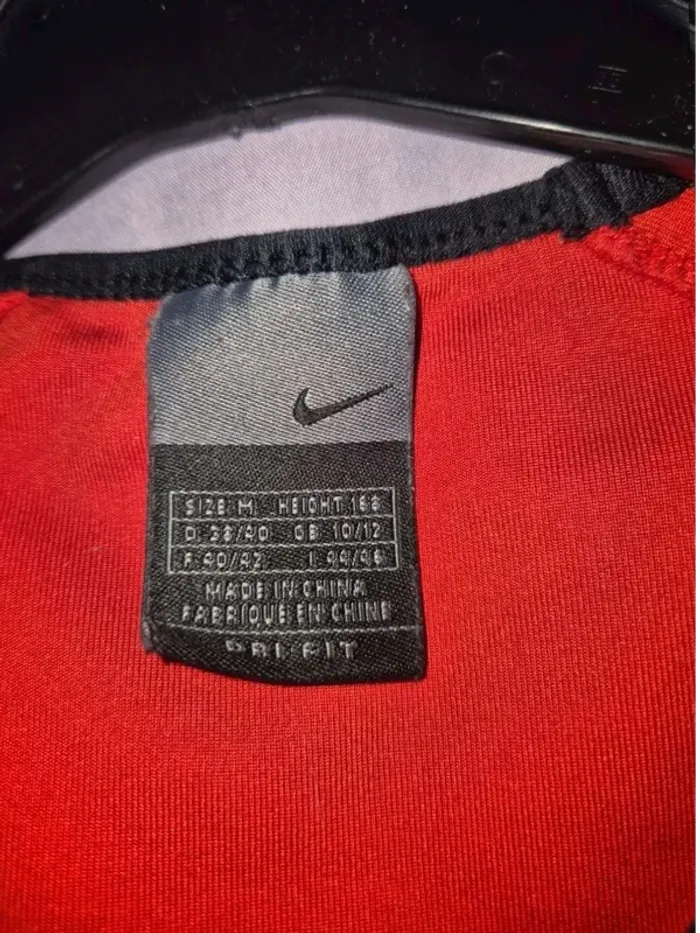 SIZE M HEIGHT 168
D 38/40 GB 10/12
F 40/42 I 44/46
MADE IN CHINA
FABRIQUE EN CHINE
DRI FIT